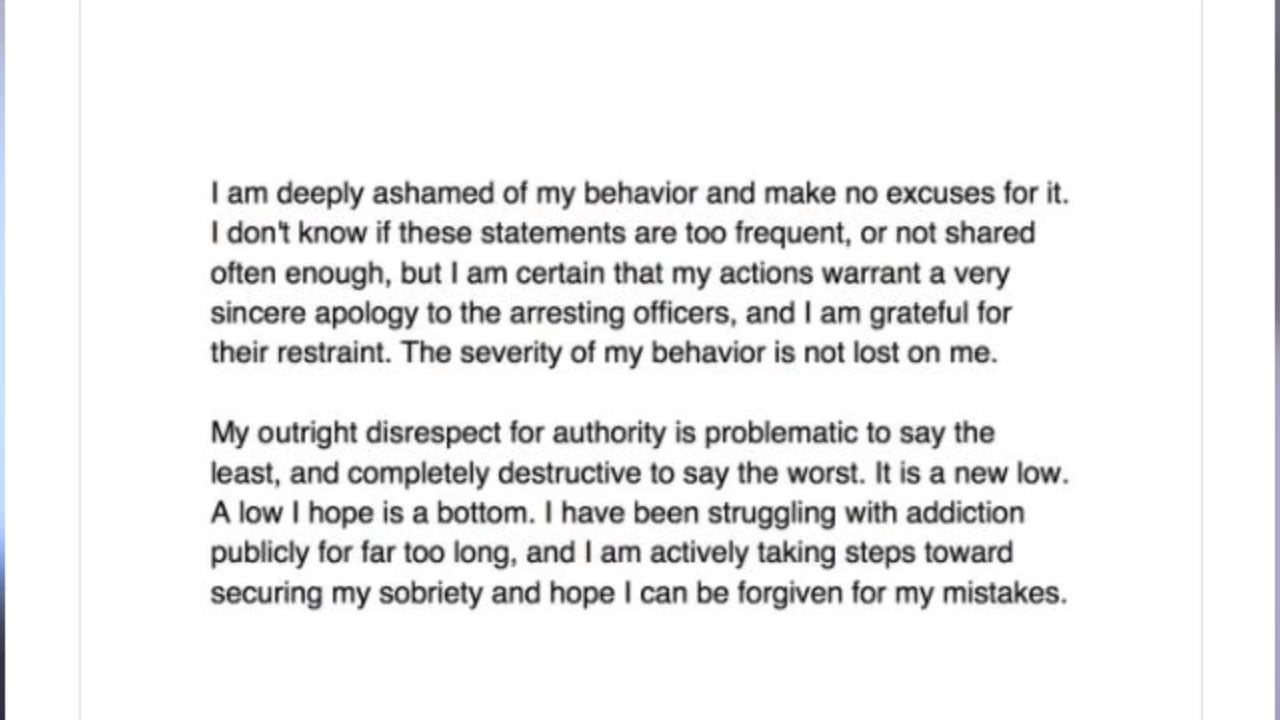 I am deeply ashamed of my behavior and make no excuses for it.
I don't know if these statements are too frequent, or not shared
often enough, but I am certain that my actions warrant a very
sincere apology to the arresting officers, and I am grateful for
their restraint. The severity of my behavior is not lost on me.
My outright disrespect for authority is problematic to say the
least, and completely destructive to say the worst. It is a new low.
A low I hope is a bottom. I have been struggling with addiction
publicly for far too long, and I am actively taking steps toward
securing my sobriety and hope I can be forgiven for my mistakes.